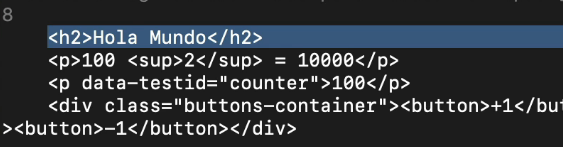 8
<h2>Hola Mundo</h2>
<p>100 <sup>2</sup> = 10000</p>
<p data-testid="counter">100</p>
<div class="buttons-container"><button>+1</but
><button>-1</button></div>